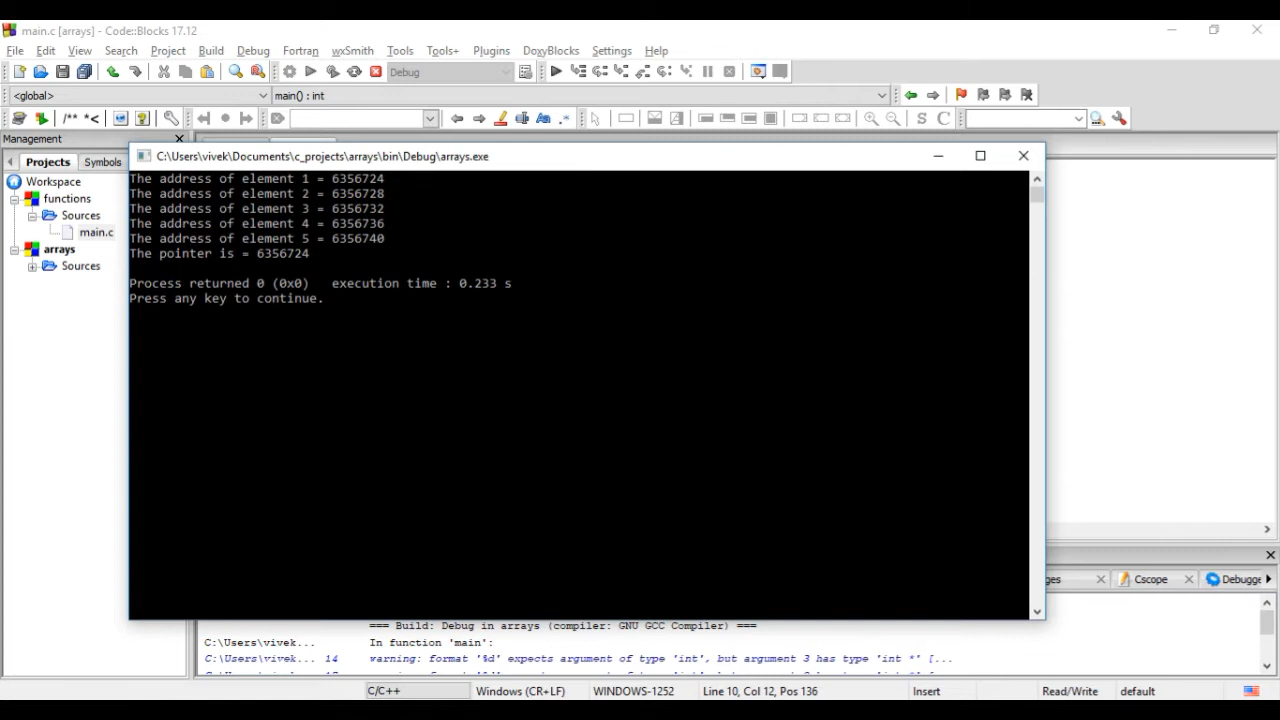 main.c [arrays] - Code::Blocks 17.12
File Edit View Search Project Build Debug Fortran wxSmith Tools Tools+ Plugins DoxyBlocks Settings Help
Debug
<global> main() : int
/** *< .* S C
Management
Projects Symbols
C:\Users\vivek\Documents\c_projects\arrays\bin\Debug\arrays.exe
Workspace
functions
Sources
main.c
arrays
Sources
The address of element 1 = 6356724
The address of element 2 = 6356728
The address of element 3 = 6356732
The address of element 4 = 6356736
The address of element 5 = 6356740
The pointer is = 6356724
Process returned 0 (0x0) execution time : 0.233 s
Press any key to continue.
ges Cscope Debugge
=== Build: Debug in arrays (compiler: GNU GCC Compiler) ===
C:\Users\vivek... In function 'main':
C:\Users\vivek... 14 warning: format '%d' expects argument of type 'int', but argument 3 has type 'int *' [...
C/C++ Windows (CR+LF) WINDOWS-1252 Line 10, Col 12, Pos 136 Insert Read/Write default